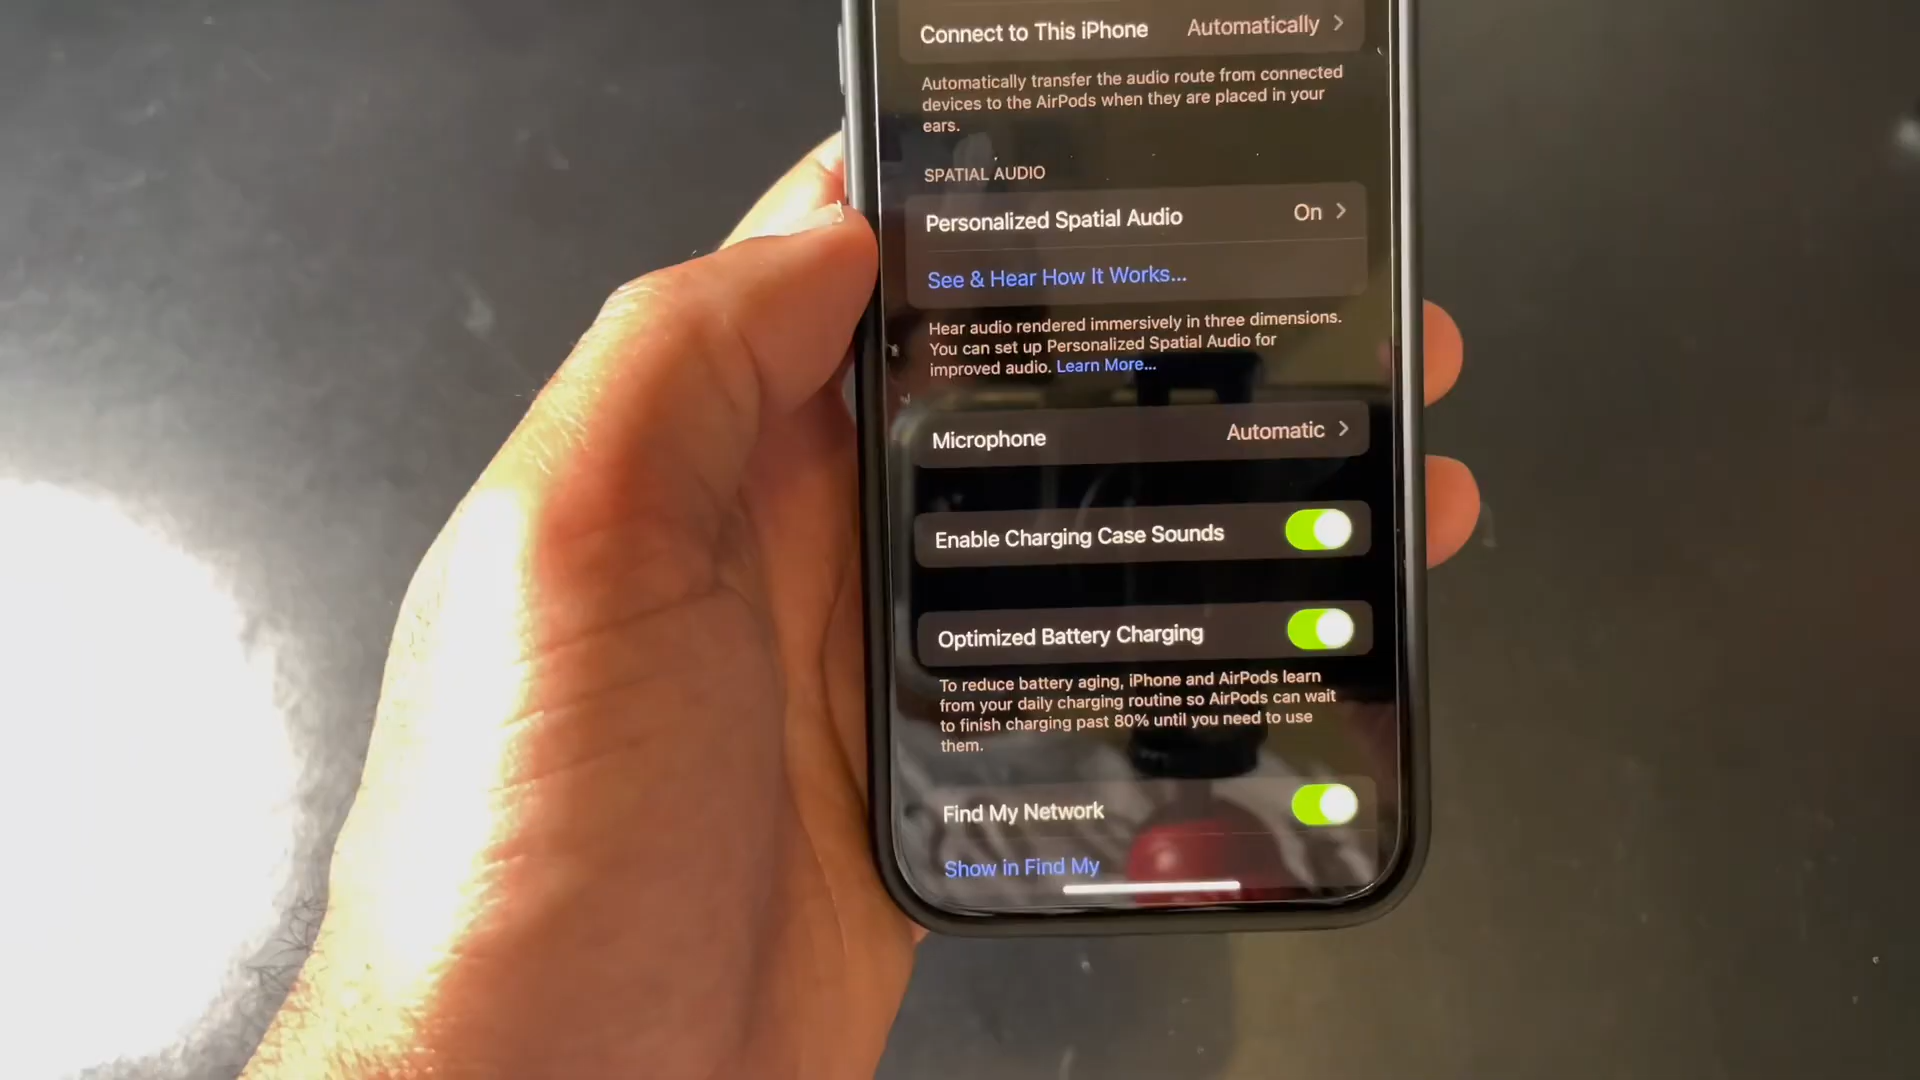 Connect to This iPhone Automatically
Automatically transfer the audio route from connected
devices to the AirPods when they are placed in your
ears.
SPATIAL AUDIO
Personalized Spatial Audio On
See & Hear How It Works...
Hear audio rendered immersively in three dimensions.
You can set up Personalized Spatial Audio for
improved audio. Learn More...
Microphone Automatic
Enable Charging Case Sounds
Optimized Battery Charging
To reduce battery aging, iPhone and AirPods learn
from your daily charging routine so AirPods can wait
to finish charging past 80% until you need to use
them.
Find My Network
Show in Find My